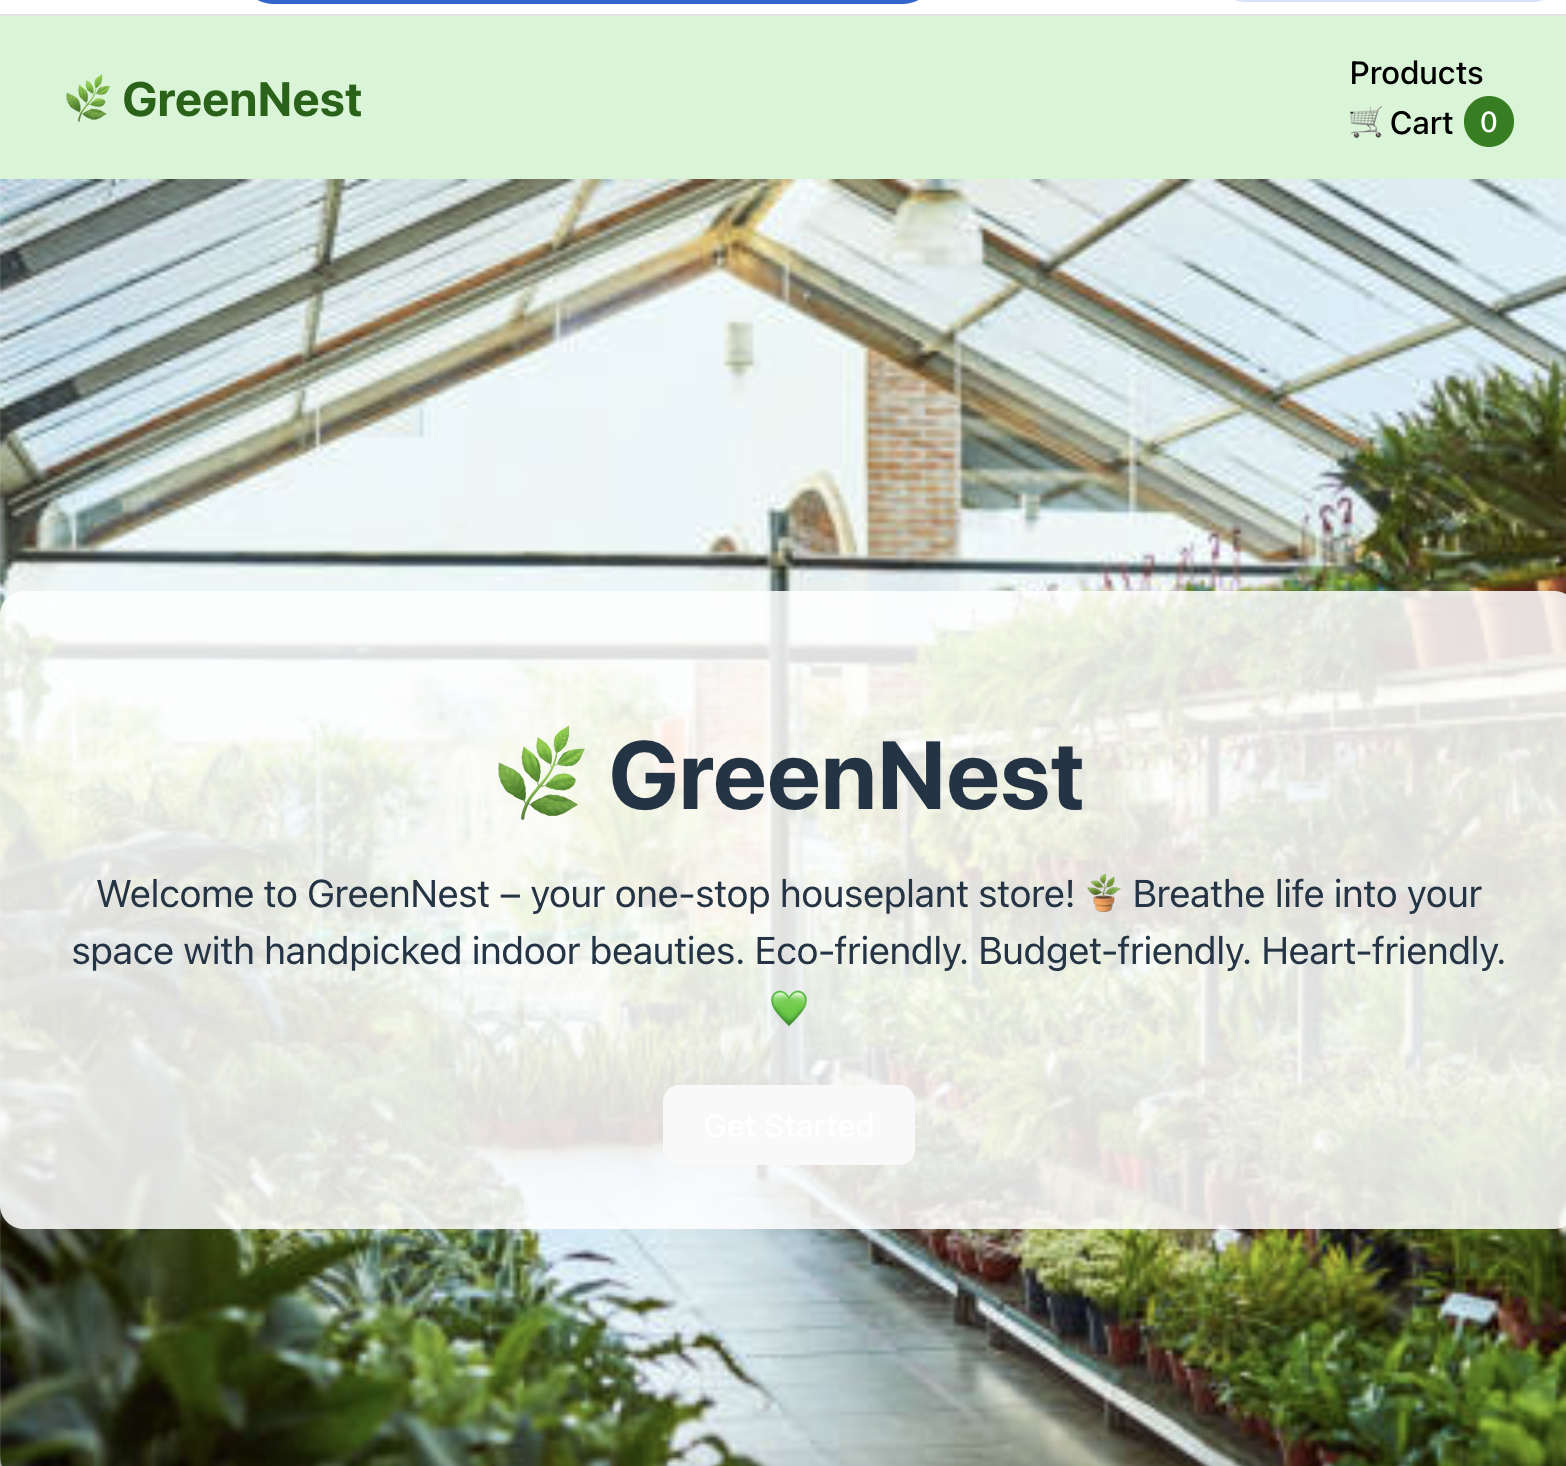 🌿 GreenNest
Products
🛒 Cart 0
🌿 GreenNest
Welcome to GreenNest – your one-stop houseplant store! 🪴 Breathe life into your
space with handpicked indoor beauties. Eco-friendly. Budget-friendly. Heart-friendly.
💚
Get Started